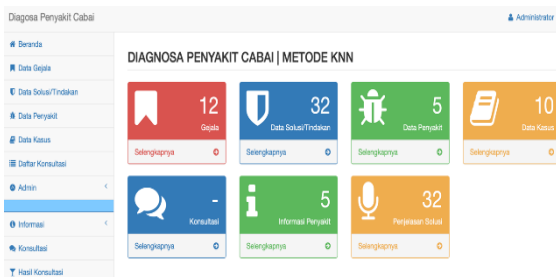 Diagosa Penyakit Cabai
Administrator
Beranda
Data Gejala
Data Solusi/Tindakan
Data Penyakit
Data Kasus
Daftar Konsultasi
Admin
Informasi
Konsultasi
Hasil Konsultasi
DIAGNOSA PENYAKIT CABAI | METODE KNN
12
Gejala
Selengkapnya
32
Data Solusi/Tindakan
Selengkapnya
5
Data Penyakit
Selengkapnya
10
Data Kasus
Selengkapnya
-
Konsultasi
Selengkapnya
5
Informasi Penyakit
Selengkapnya
32
Penjelasan Solusi
Selengkapnya